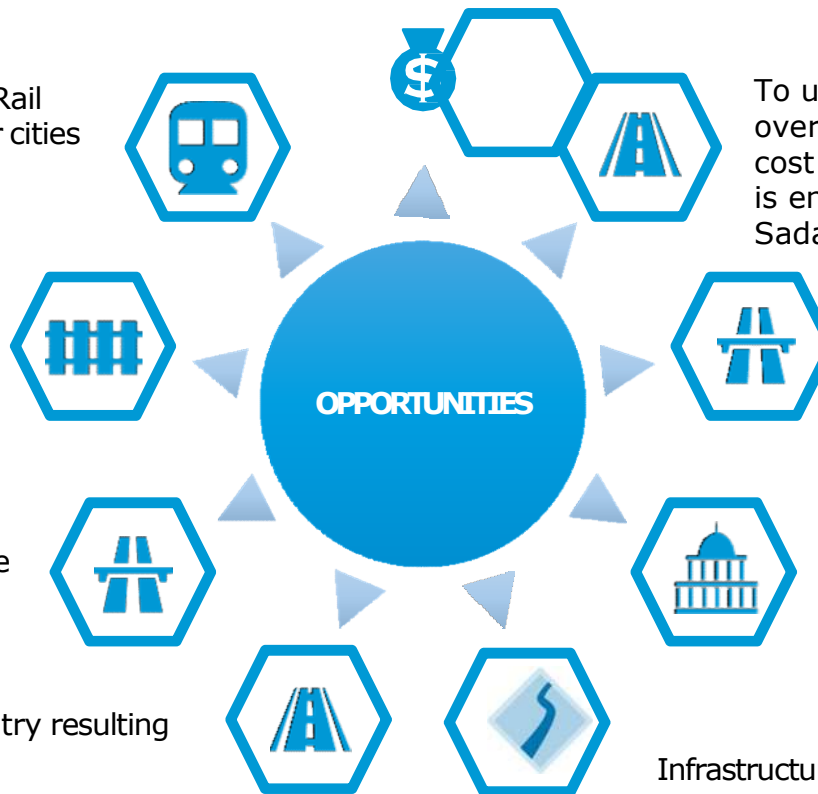 Rail
cities
$
To u
over
cost
is en
Sada
OPPORTUNITIES
e
try resulting
Infrastructu